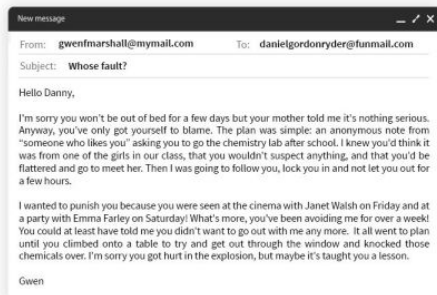 New message
From: gwenfmarshall@mymail.com To: danielgordonryder@funmail.com
Subject: Whose fault?
Hello Danny,
I'm sorry you won't be out of bed for a few days but your mother told me it's nothing serious.
Anyway, you've only got yourself to blame. The plan was simple: an anonymous note from
"someone who likes you" asking you to go the chemistry lab after school. I knew you'd think it
was from one of the girls in our class, that you wouldn't suspect anything, and that you'd be
flattered and go to meet her. Then I was going to follow you, lock you in and not let you out for
a few hours.
I wanted to punish you because you were seen at the cinema with Janet Walsh on Friday and at
a party with Emma Farley on Saturday! What's more, you've been avoiding me for over a week!
You could at least have told me you didn't want to go out with me any more. It all went to plan
until you climbed onto a table to try and get out through the window and knocked those
chemicals over. I'm sorry you got hurt in the explosion, but maybe it's taught you a lesson.
Gwen